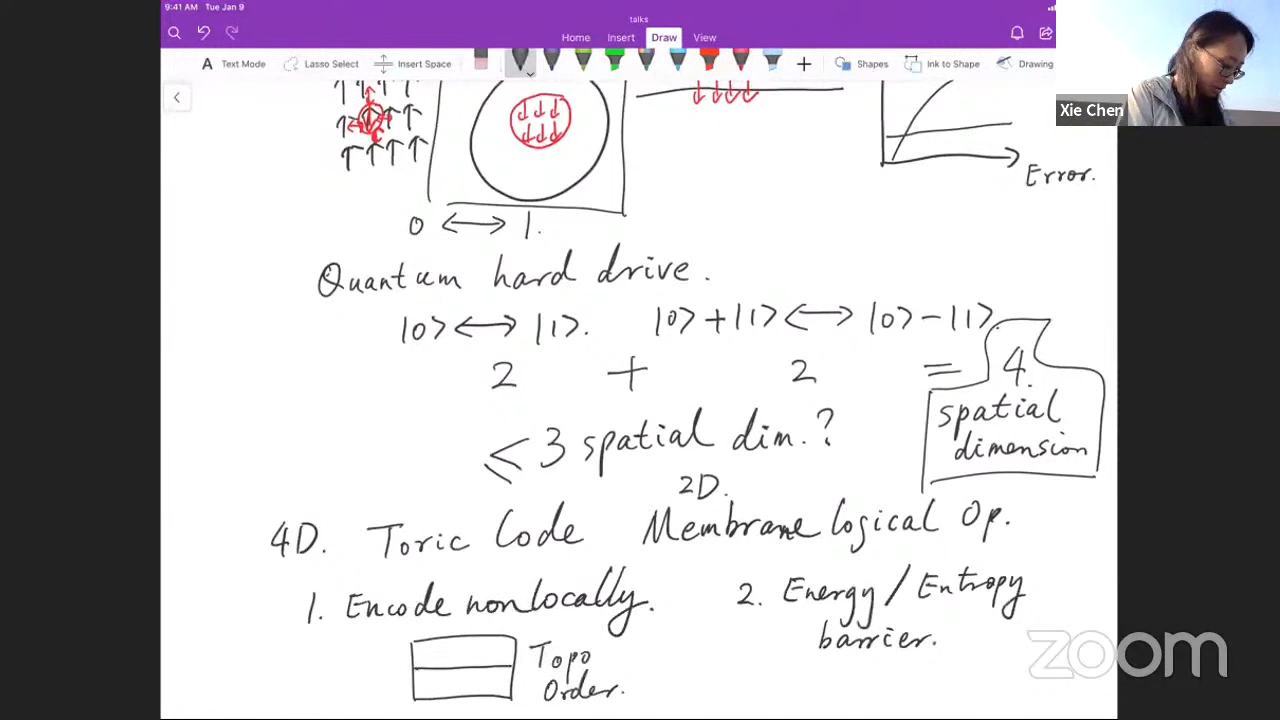 9:41 AM Tue Jan 9
talks
Home Insert Draw View
Text Mode Lasso Select Insert Space Shapes Ink to Shape Drawing
Xie Chen
Error.
0 ⟷ 1.
Quantum hard drive.
|0> ⟷ |1>. |0> + |1> ⟷ |0> - |1>
2 + 2 = 4.
spatial
dimension
≤ 3 spatial dim.?
2D.
4D. Toric Code Membrane logical Op.
1. Encode nonlocally.
2. Energy / Entropy
barrier.
Topo
Order.
zoom